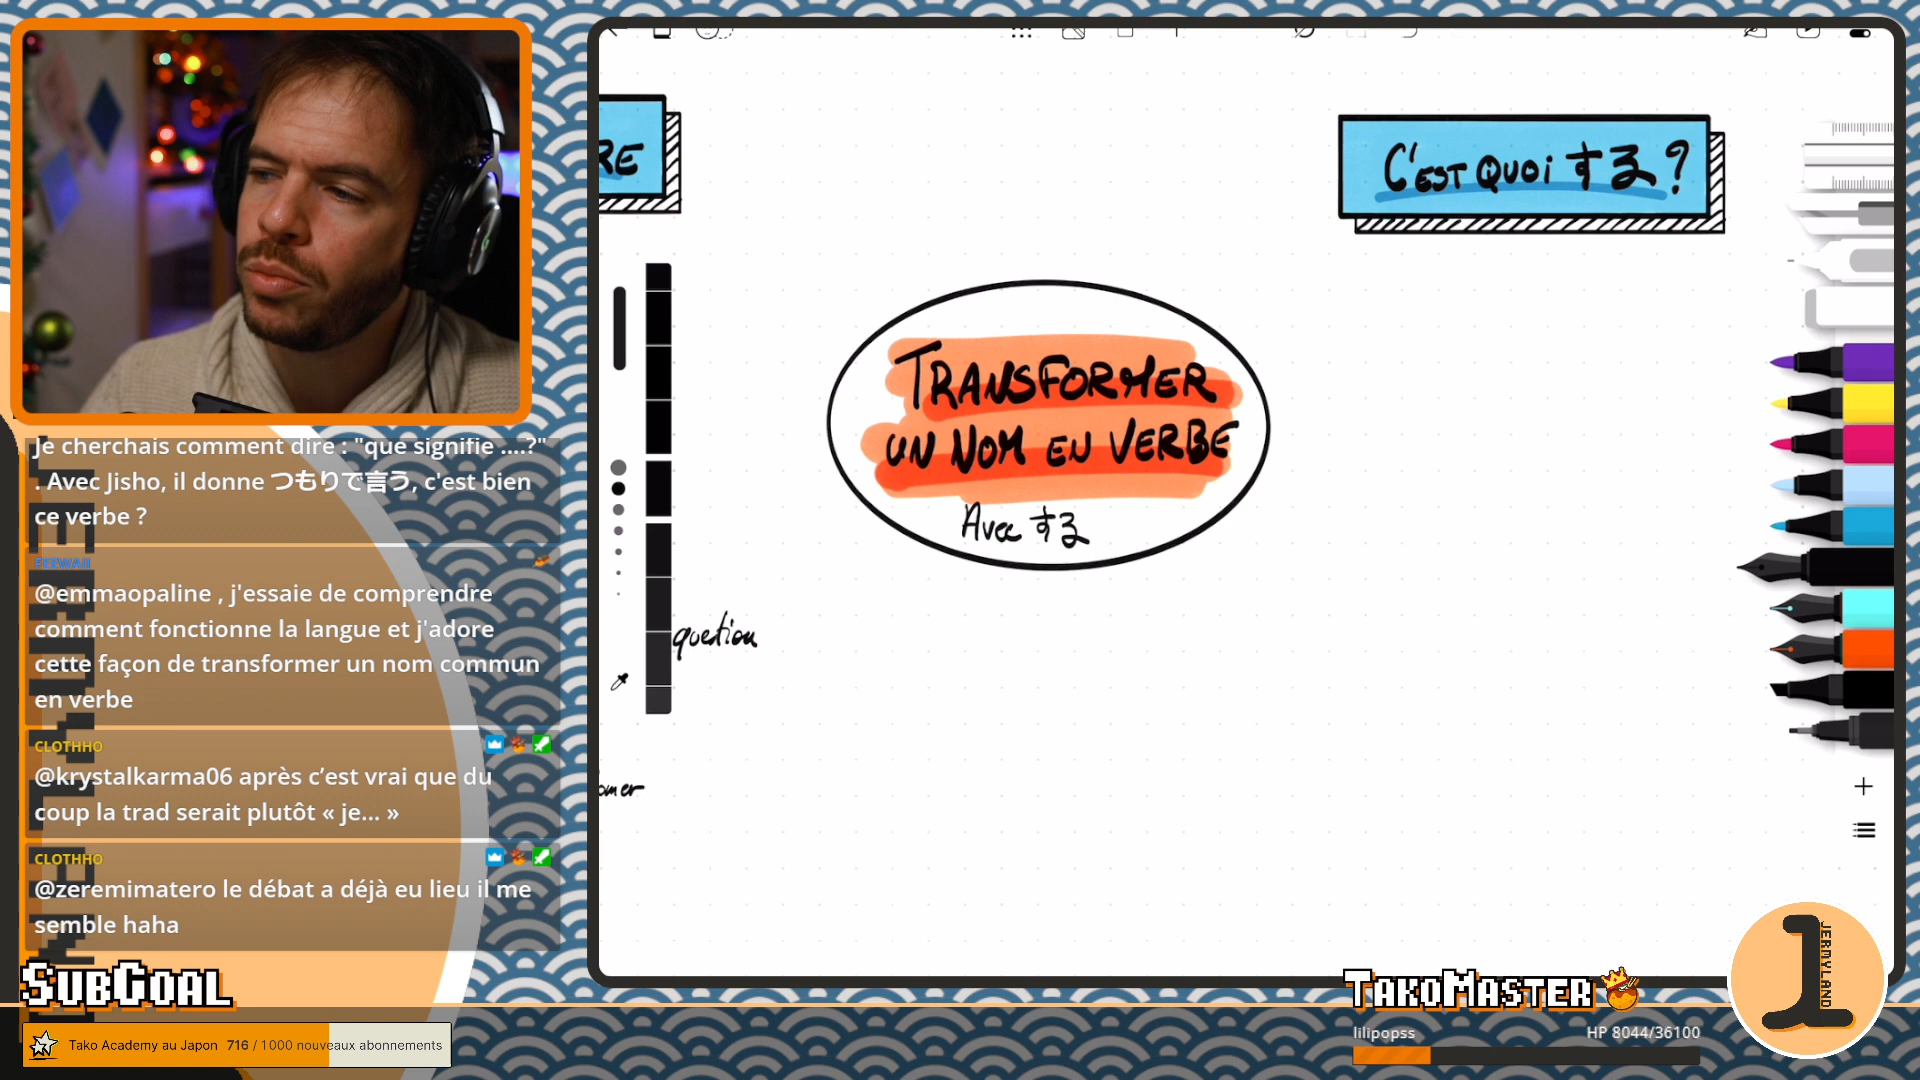 RE
C'EST QUOI する?
TRANSFORMER
UN NOM EN VERBE
Avec する
question
omer
Je cherchais comment dire : "que signifie ....?"
. Avec Jisho, il donne つもりで言う, c'est bien
ce verbe ?
@emmaopaline , j'essaie de comprendre
comment fonctionne la langue et j'adore
cette façon de transformer un nom commun
en verbe
CLOTHHO
@krystalkarma06 après c’est vrai que du
coup la trad serait plutôt « je... »
CLOTHHO
@zeremimatero le débat a déjà eu lieu il me
semble haha
SUBGOAL
Tako Academy au Japon 716 / 1000 nouveaux abonnements
TAKOMASTER
lilipopss HP 8044/36100
JERMYLAND